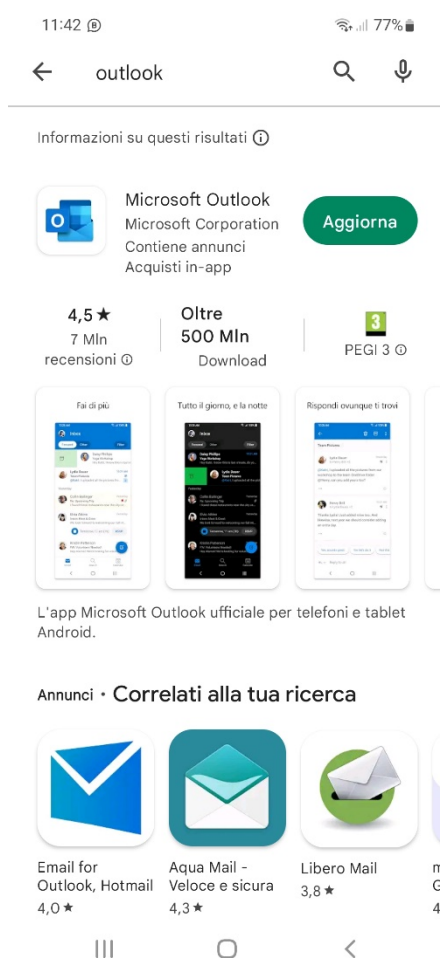 11:42
77%
outlook
Informazioni su questi risultati
Microsoft Outlook
Microsoft Corporation
Contiene annunci
Acquisti in-app
Aggiorna
4,5 ★
7 Mln
recensioni
Oltre
500 Mln
Download
3
PEGI 3
Fai di più
Tutto il giorno, e la notte
Rispondi ovunque ti trovi
L'app Microsoft Outlook ufficiale per telefoni e tablet
Android.
Annunci • Correlati alla tua ricerca
Email for
Outlook, Hotmail
4,0 ★
Aqua Mail -
Veloce e sicura
4,3 ★
Libero Mail
3,8 ★